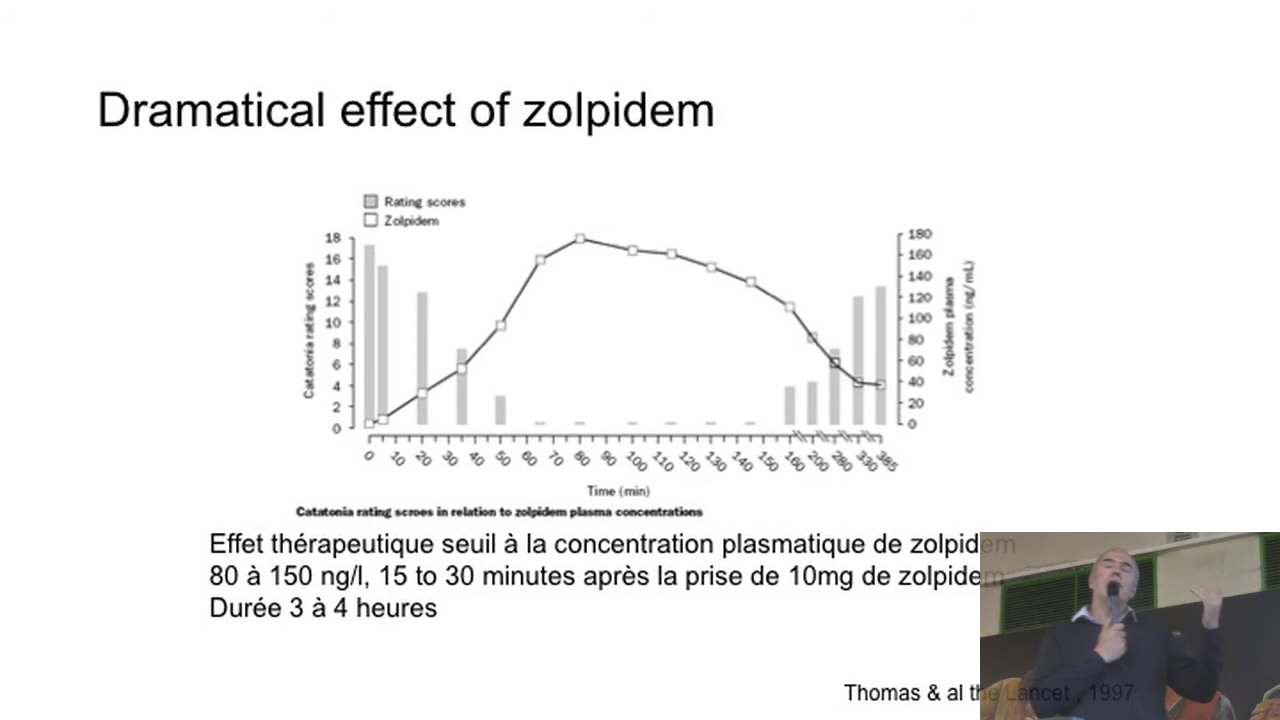 Dramatical effect of zolpidem
Rating scores
Zolpidem
18
16
14
12
10
8
6
4
2
0
Catatonia rating scores
180
160
140
120
100
80
60
40
20
0
Zolpidem plasma
concentration (ng/mL)
0 10 20 30 40 50 60 70 80 90 100 110 120 130 140 150 160 200 280 330 385
Time (min)
Catatonia rating scroes in relation to zolpidem plasma concentrations
Effet thérapeutique seuil à la concentration plasmatique de zolpidem
80 à 150 ng/l, 15 to 30 minutes après la prise de 10mg de zolpidem
Durée 3 à 4 heures
Thomas & al the Lancet , 1997